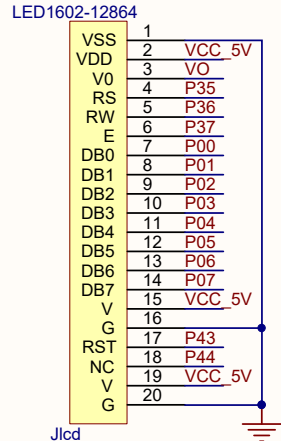 LED1602-12864
VSS 1
VDD 2 VCC_5V
V0 3 VO
RS 4 P35
RW 5 P36
E 6 P37
DB0 7 P00
DB1 8 P01
DB2 9 P02
DB3 10 P03
DB4 11 P04
DB5 12 P05
DB6 13 P06
DB7 14 P07
V 15 VCC_5V
G 16
RST 17 P43
NC 18 P44
V 19 VCC_5V
G 20
Jlcd